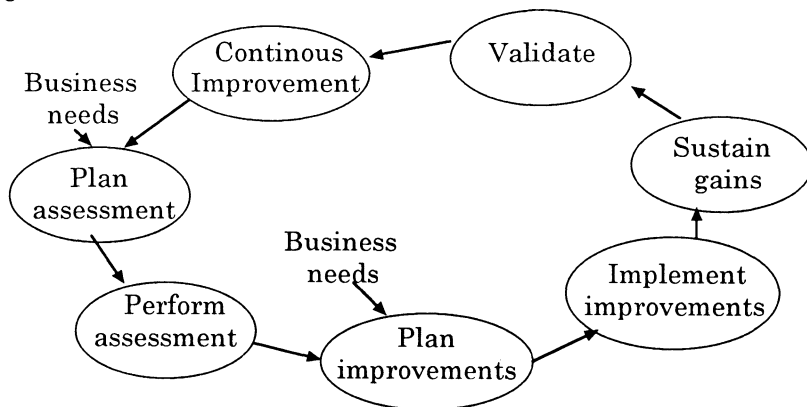 Continous
Improvement
Validate
Business
needs
Sustain
gains
Plan
assessment
Business
needs
Implement
improvements
Perform
assessment
Plan
improvements